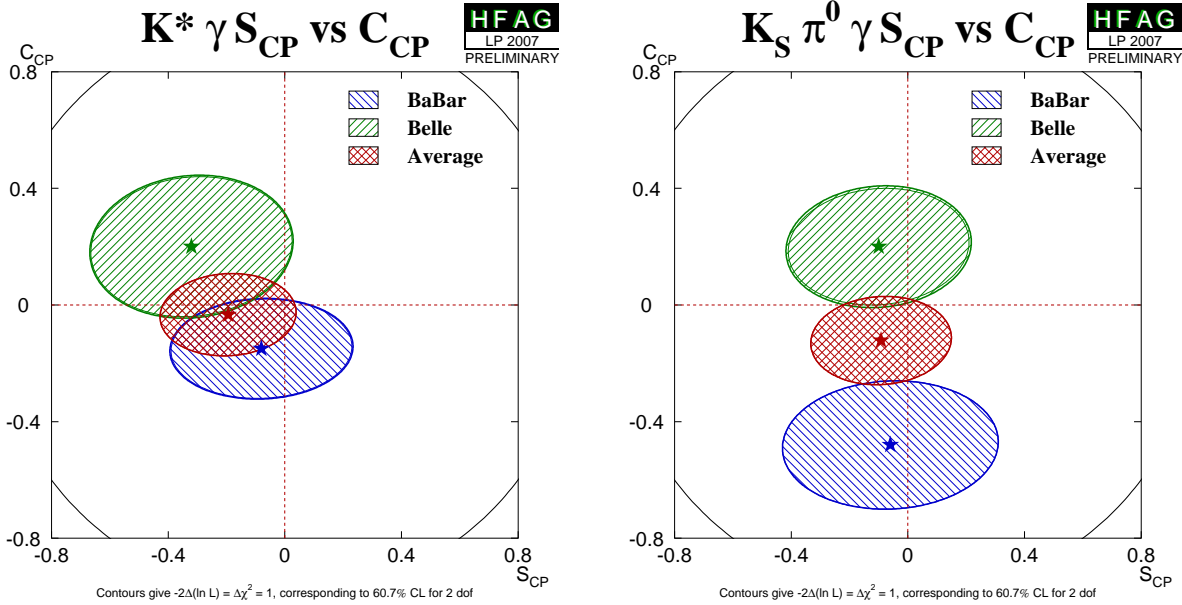 K* γ S_CP vs C_CP
HFAG
LP 2007
PRELIMINARY
C_CP
BaBar
Belle
Average
0.8
0.4
0
-0.4
-0.8
-0.8 -0.4 0 0.4 0.8
S_CP
Contours give -2Δ(ln L) = Δχ² = 1, corresponding to 60.7% CL for 2 dof
K_S π⁰ γ S_CP vs C_CP
HFAG
LP 2007
PRELIMINARY
C_CP
BaBar
Belle
Average
0.8
0.4
0
-0.4
-0.8
-0.8 -0.4 0 0.4 0.8
S_CP
Contours give -2Δ(ln L) = Δχ² = 1, corresponding to 60.7% CL for 2 dof